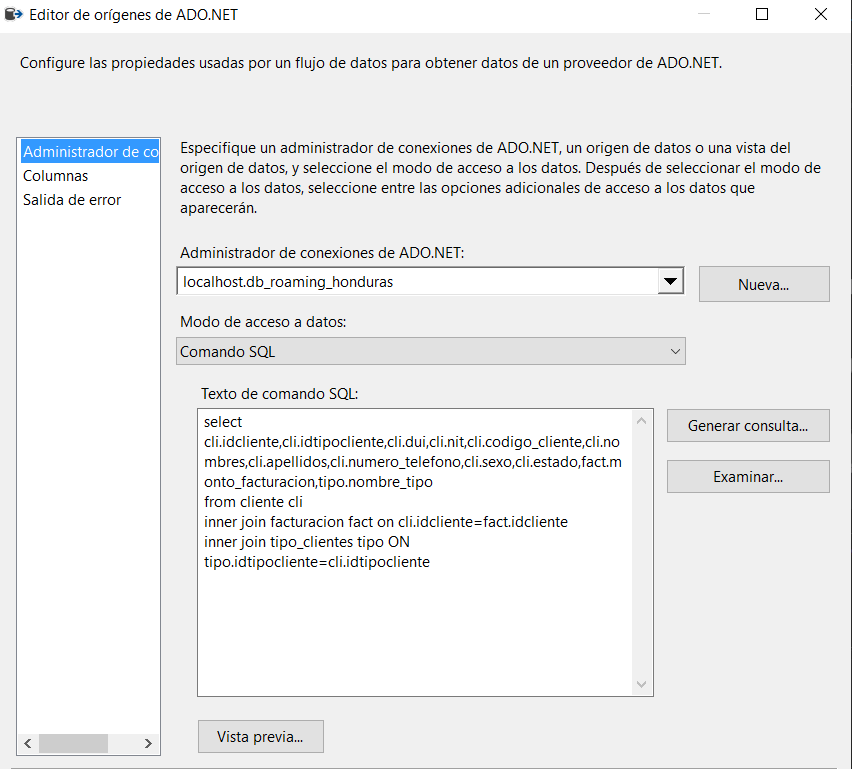 Editor de orígenes de ADO.NET
Configure las propiedades usadas por un flujo de datos para obtener datos de un proveedor de ADO.NET.
Administrador de co
Columnas
Salida de error
Especifique un administrador de conexiones de ADO.NET, un origen de datos o una vista del
origen de datos, y seleccione el modo de acceso a los datos. Después de seleccionar el modo de
acceso a los datos, seleccione entre las opciones adicionales de acceso a los datos que
aparecerán.
Administrador de conexiones de ADO.NET:
localhost.db_roaming_honduras
Nueva...
Modo de acceso a datos:
Comando SQL
Texto de comando SQL:
select
cli.idcliente,cli.idtipocliente,cli.dui,cli.nit,cli.codigo_cliente,cli.no
mbres,cli.apellidos,cli.numero_telefono,cli.sexo,cli.estado,fact.m
onto_facturacion,tipo.nombre_tipo
from cliente cli
inner join facturacion fact on cli.idcliente=fact.idcliente
inner join tipo_clientes tipo ON
tipo.idtipocliente=cli.idtipocliente
Generar consulta...
Examinar...
Vista previa...